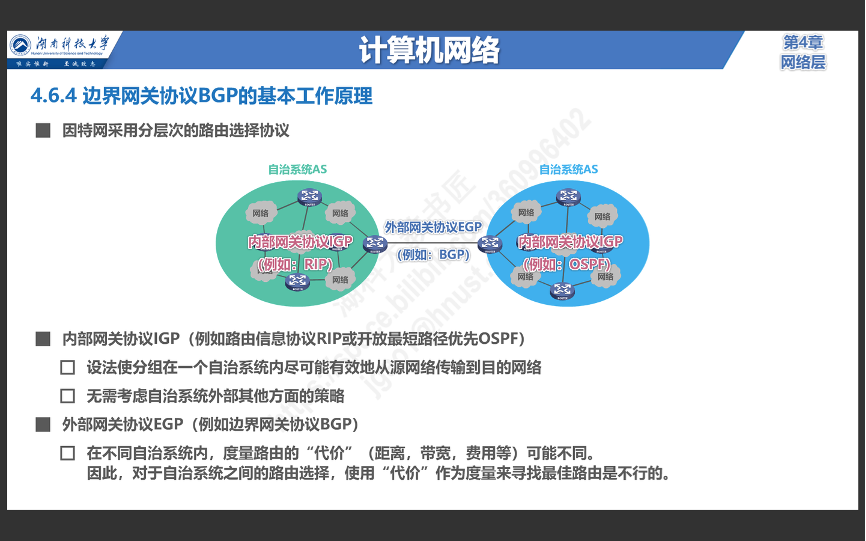 湖南科技大学
Hunan University of Science and Technology
唯实惟新 至诚致志
计算机网络
第4章
网络层
4.6.4 边界网关协议BGP的基本工作原理
因特网采用分层次的路由选择协议
自治系统AS
自治系统AS
网络
网络
网络
网络
外部网关协议EGP
(例如：BGP)
内部网关协议IGP
(例如：RIP)
内部网关协议IGP
(例如：OSPF)
网络
网络
网络
内部网关协议IGP（例如路由信息协议RIP或开放最短路径优先OSPF）
设法使分组在一个自治系统内尽可能有效地从源网络传输到目的网络
无需考虑自治系统外部其他方面的策略
外部网关协议EGP（例如边界网关协议BGP）
在不同自治系统内，度量路由的“代价”（距离，带宽，费用等）可能不同。
因此，对于自治系统之间的路由选择，使用“代价”作为度量来寻找最佳路由是不行的。